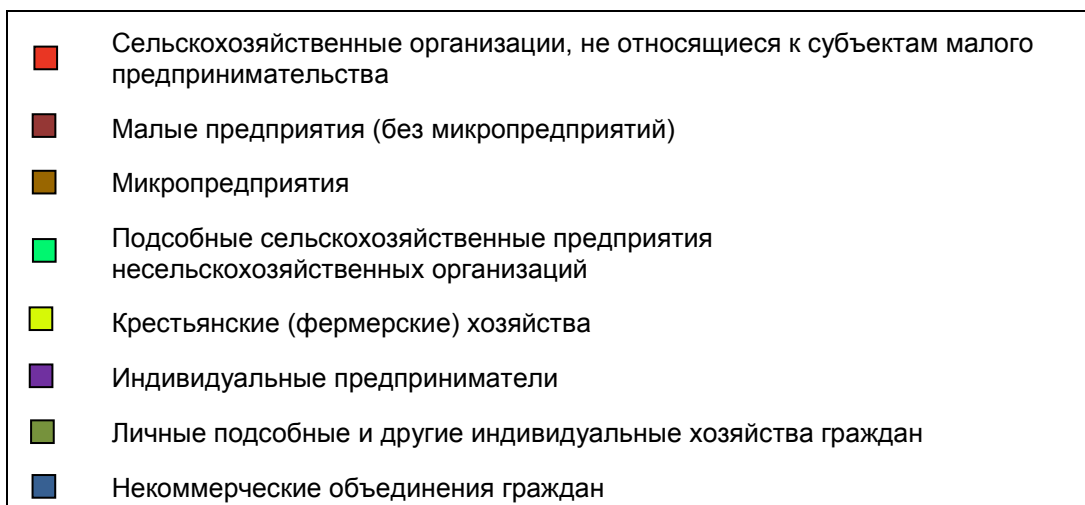 Сельскохозяйственные организации, не относящиеся к субъектам малого
предпринимательства
Малые предприятия (без микропредприятий)
Микропредприятия
Подсобные сельскохозяйственные предприятия
несельскохозяйственных организаций
Крестьянские (фермерские) хозяйства
Индивидуальные предприниматели
Личные подсобные и другие индивидуальные хозяйства граждан
Некоммерческие объединения граждан